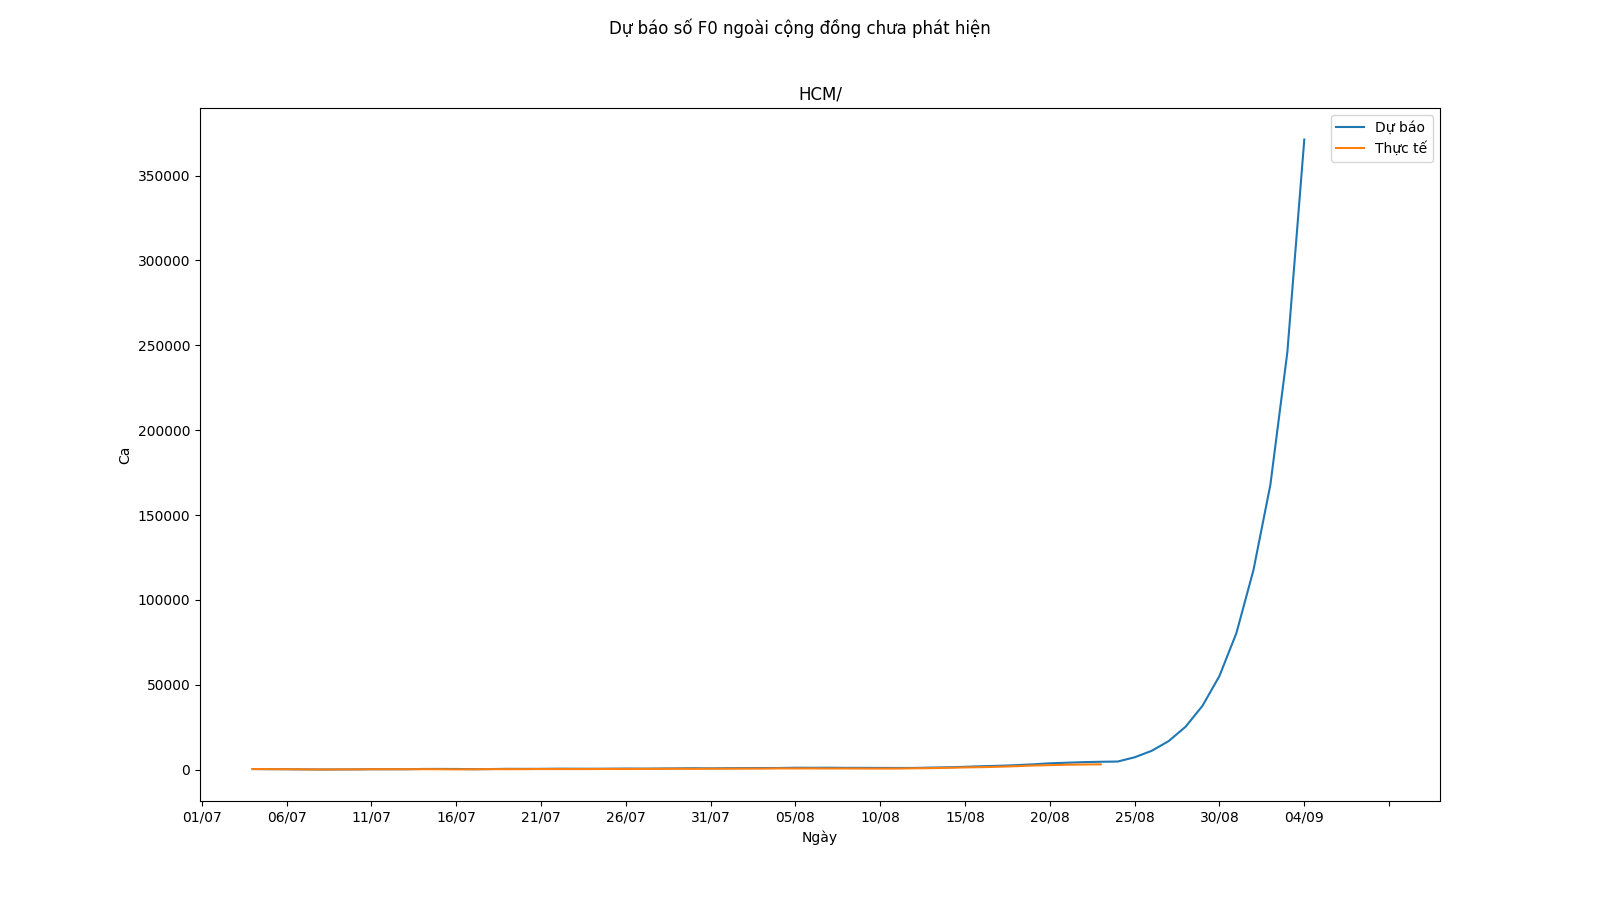 Dự báo số F0 ngoài cộng đồng chưa phát hiện
HCM/
Dự báo
Thực tế
350000
300000
250000
200000
150000
100000
50000
0
Ca
01/07 06/07 11/07 16/07 21/07 26/07 31/07 05/08 10/08 15/08 20/08 25/08 30/08 04/09
Ngày